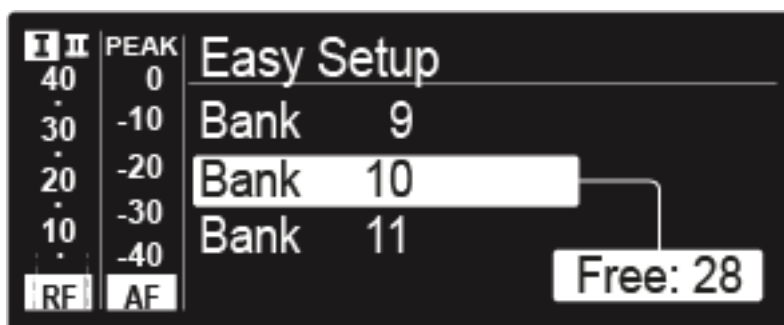 I II PEAK
40 0
30 -10
20 -20
10 -30
-40
RF AF
Easy Setup
Bank 9
Bank 10
Bank 11
Free: 28